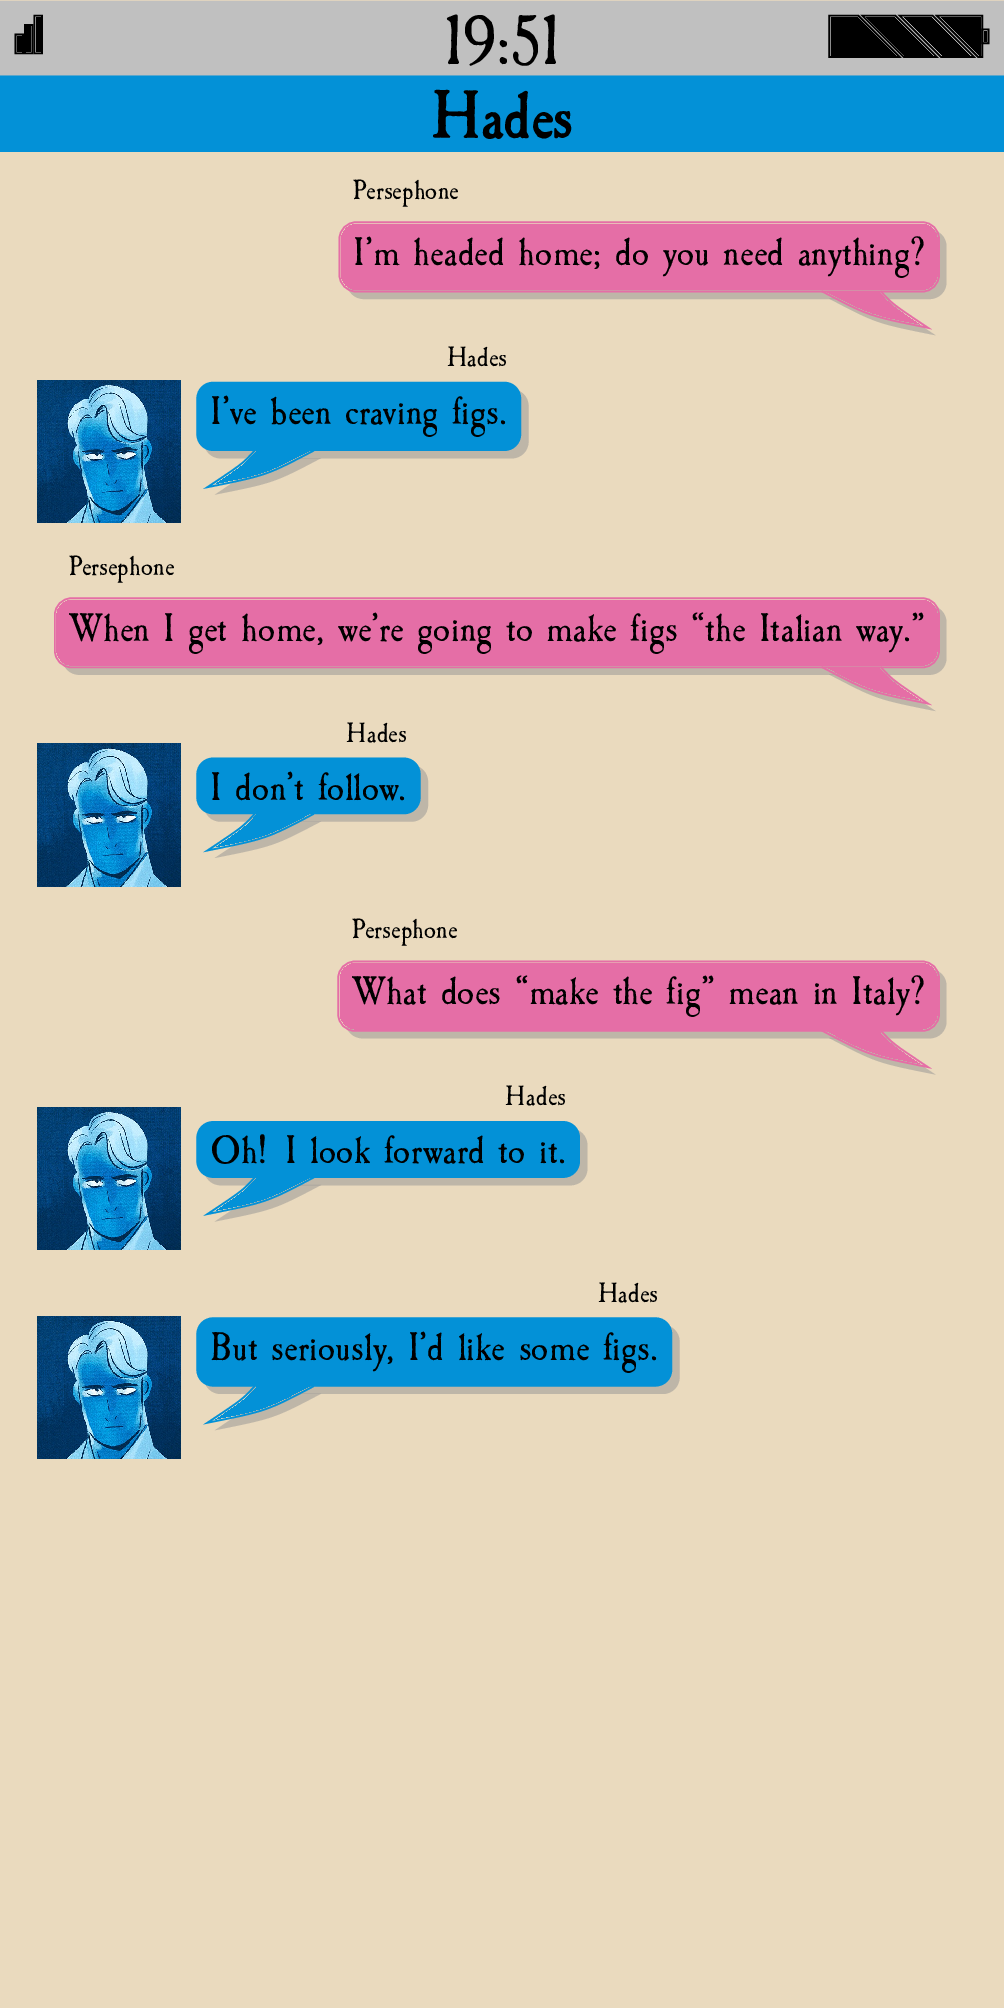 19:51
Hades
Persephone
I’m headed home; do you need anything?
Hades
I’ve been craving figs.
Persephone
When I get home, we’re going to make figs “the Italian way.”
Hades
I don’t follow.
Persephone
What does “make the fig” mean in Italy?
Hades
Oh! I look forward to it.
Hades
But seriously, I’d like some figs.